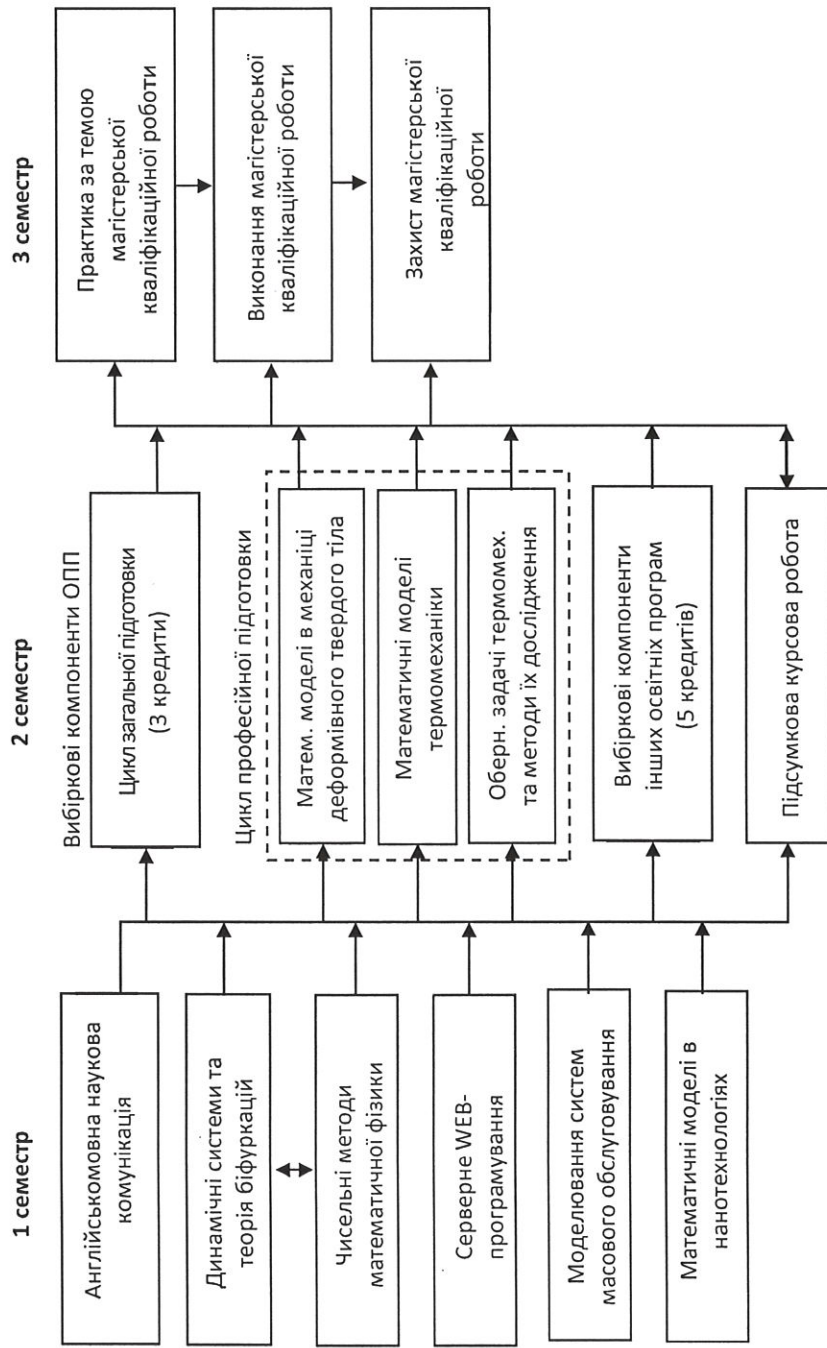 1 семестр
Англійськомовна наукова
комунікація
Динамічні системи та
теорія біфуркацій
Чисельні методи
математичної фізики
Серверне WEB-
програмування
Моделювання систем
масового обслуговування
Математичні моделі в
нанотехнологіях
2 семестр
Вибіркові компоненти ОПП
Цикл загальної підготовки
(3 кредити)
Цикл професійної підготовки
Матем. моделі в механіці
деформівного твердого тіла
Математичні моделі
термомеханіки
Оберн. задачі термомех.
та методи їх дослідження
Вибіркові компоненти
інших освітніх програм
(5 кредитів)
Підсумкова курсова робота
3 семестр
Практика за темою
магістерської
кваліфікаційної роботи
Виконання магістерської
кваліфікаційної роботи
Захист магістерської
кваліфікаційної
роботи